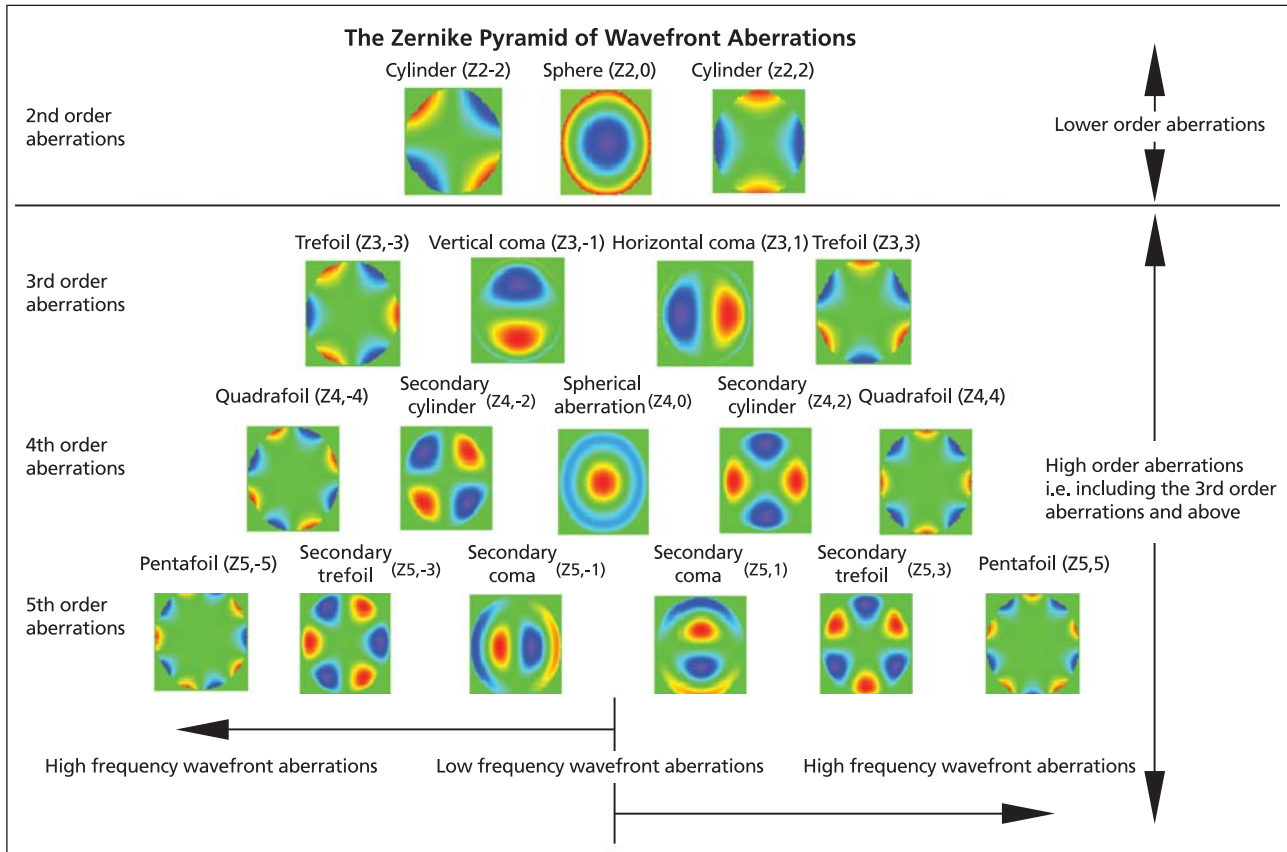 The Zernike Pyramid of Wavefront Aberrations
Cylinder (Z2-2)
Sphere (Z2,0)
Cylinder (z2,2)
2nd order
aberrations
Lower order aberrations
Trefoil (Z3,-3)
Vertical coma (Z3,-1)
Horizontal coma (Z3,1)
Trefoil (Z3,3)
3rd order
aberrations
Quadrafoil (Z4,-4)
Secondary
cylinder (Z4,-2)
Spherical
aberration (Z4,0)
Secondary
cylinder (Z4,2)
Quadrafoil (Z4,4)
4th order
aberrations
High order aberrations
i.e. including the 3rd order
aberrations and above
Pentafoil (Z5,-5)
Secondary
trefoil (Z5,-3)
Secondary
coma (Z5,-1)
Secondary
coma (Z5,1)
Secondary
trefoil (Z5,3)
Pentafoil (Z5,5)
5th order
aberrations
High frequency wavefront aberrations
Low frequency wavefront aberrations
High frequency wavefront aberrations